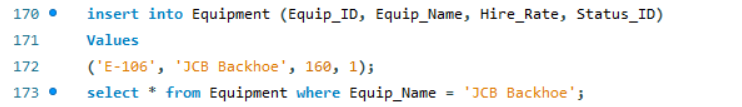 170 insert into Equipment (Equip_ID, Equip_Name, Hire_Rate, Status_ID)
171 Values
172 ('E-106', 'JCB Backhoe', 160, 1);
173 select * from Equipment where Equip_Name = 'JCB Backhoe';